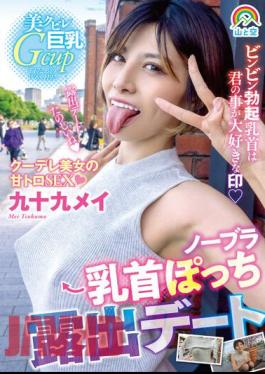 美クビレ
巨乳
Gcup
山と空
ビンビン勃起乳首は
君の事が大好きな印♡
クーデレ美女の
甘トロSEX♡
九十九メイ
Mei Tsukumo
ノーブラ
乳首ぽっち
露出デート